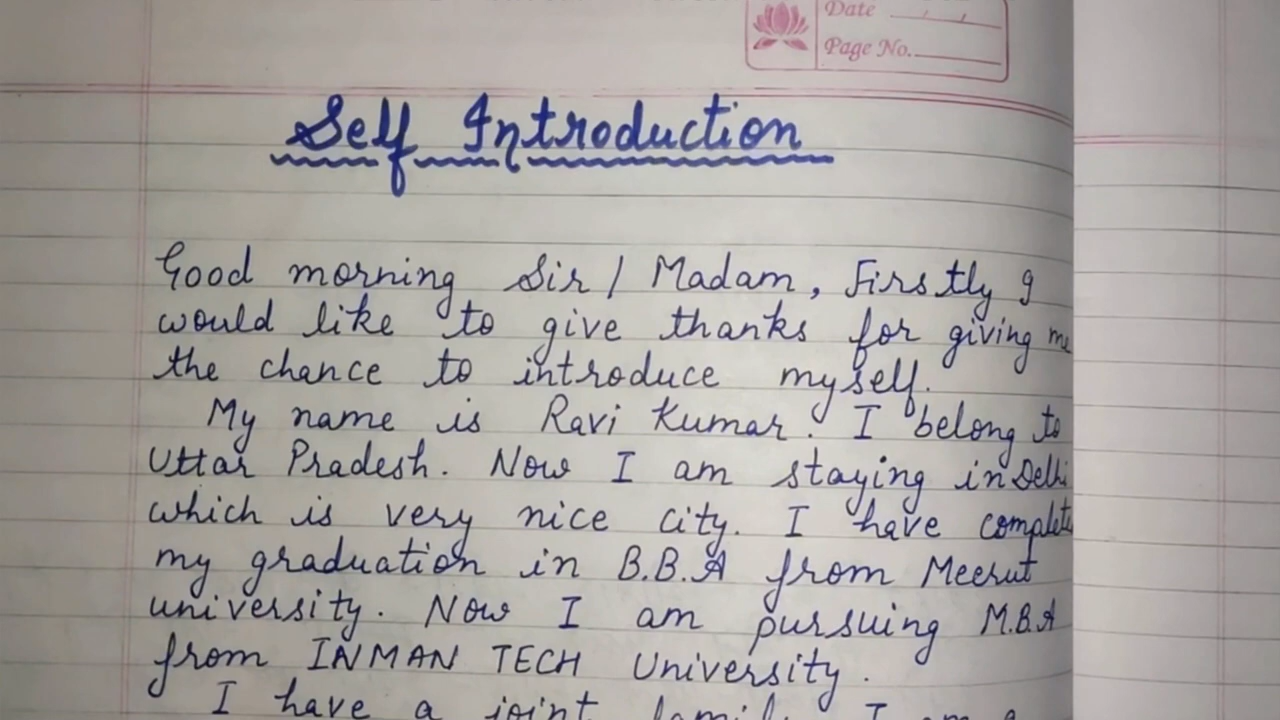 Date
Page No.
Self Introduction
Good morning Sir / Madam, Firstly I
would like to give thanks for giving me
the chance to introduce myself.
My name is Ravi Kumar. I belong to
Uttar Pradesh. Now I am staying in Delhi
which is very nice city. I have complete
my graduation in B.B.A from Meerut
university. Now I am pursuing M.B.A
from INMAN TECH University.
I have a joint family. I am a